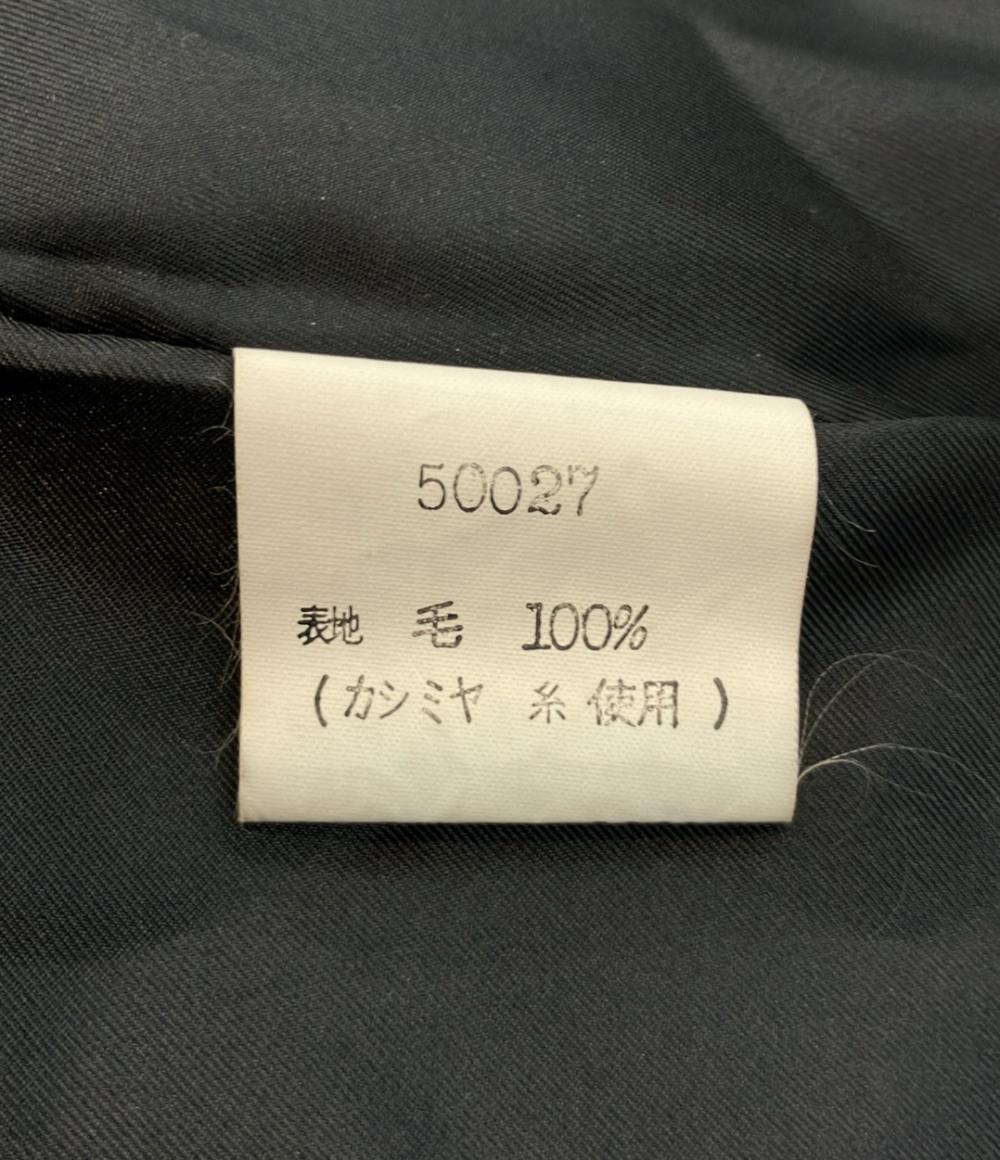 50027
表地 毛 100%
(カシミヤ 糸 使用)